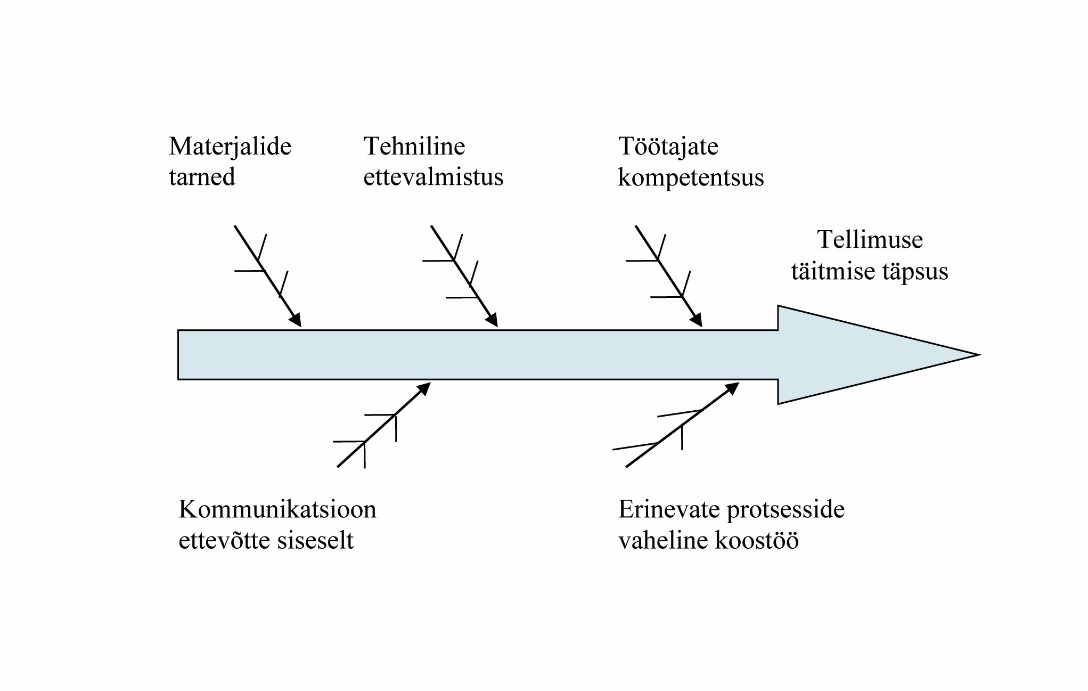 Materjalide
tarned
Tehniline
ettevalmistus
Töötajate
kompetentsus
Tellimuse
täitmise täpsus
Kommunikatsioon
ettevõtte siseselt
Erinevate protsesside
vaheline koostöö